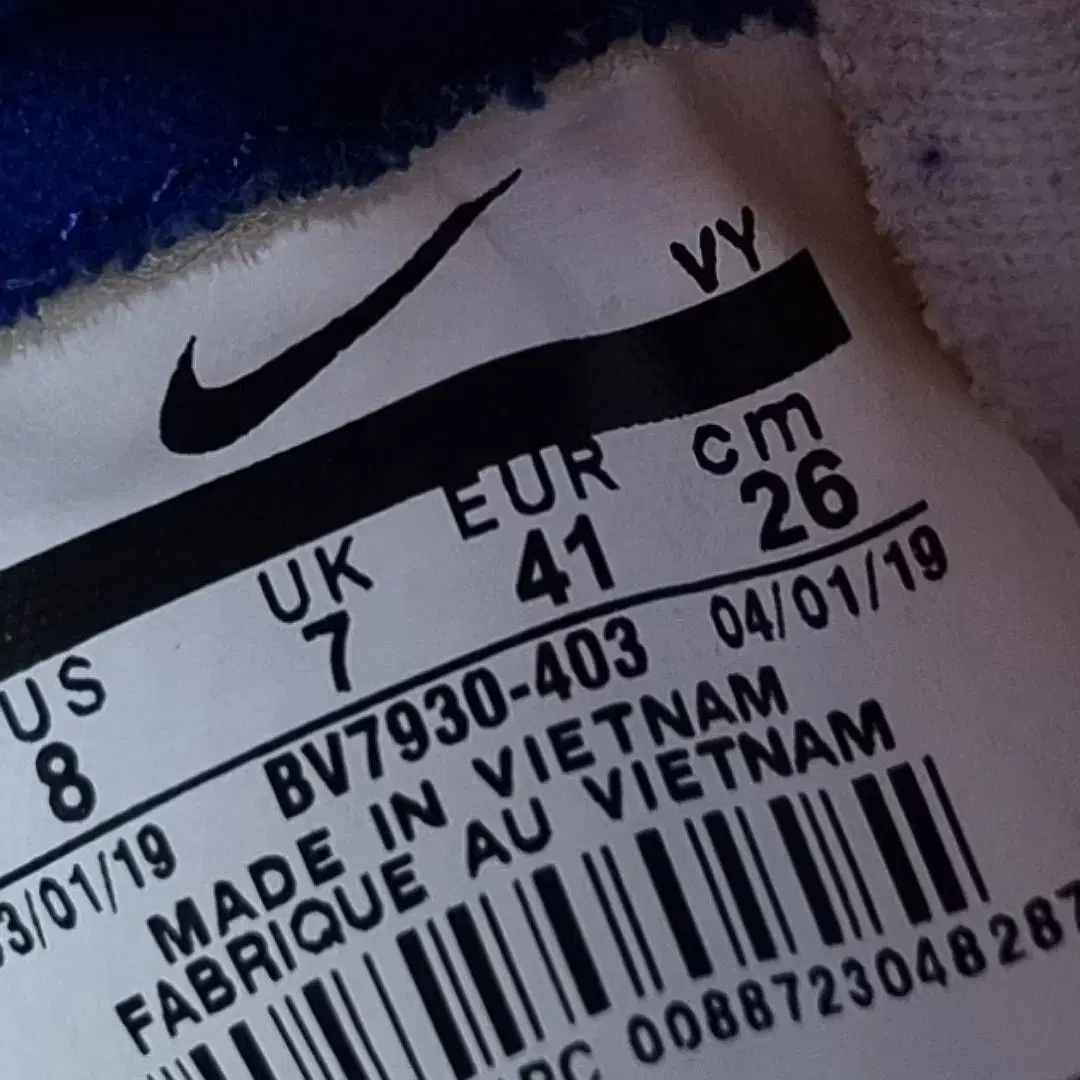 VY
US UK EUR cm
8 7 41 26
BV7930-403 04/01/19
3/01/19
MADE IN VIETNAM
FABRIQUE AU VIETNAM
008872304828